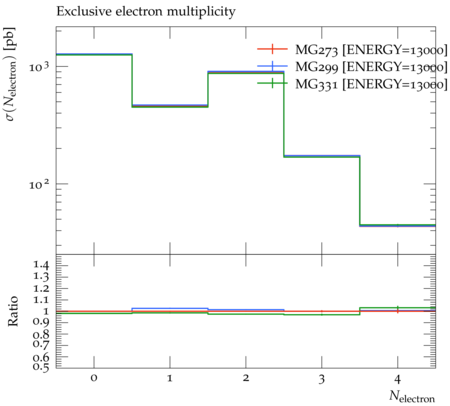 Exclusive electron multiplicity
σ(N_electron) [pb]
MG273 [ENERGY=13000]
MG299 [ENERGY=13000]
MG331 [ENERGY=13000]
10^3
10^2
Ratio
1.4
1.3
1.2
1.1
1
0.9
0.8
0.7
0.6
0.5
0 1 2 3 4
N_electron